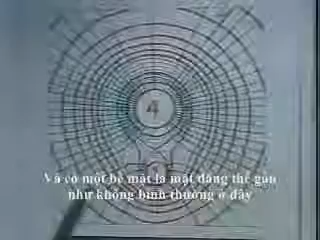 4
Và có một bề mặt là mặt đẳng thế gần
như không bình thường ở đây